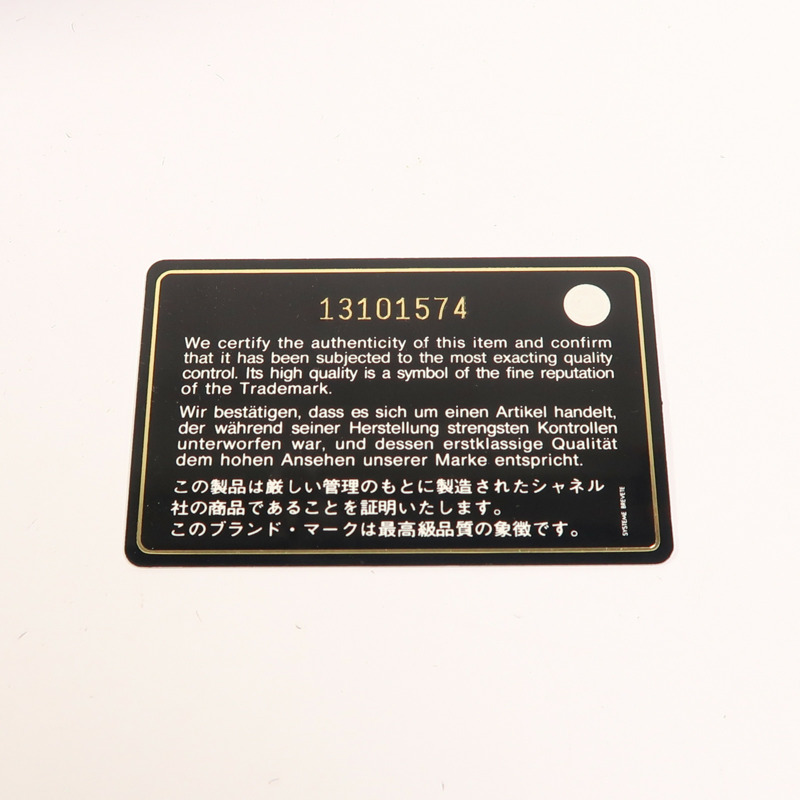 13101574
We certify the authenticity of this item and confirm
that it has been subjected to the most exacting quality
control. Its high quality is a symbol of the fine reputation
of the Trademark.
Wir bestätigen, dass es sich um einen Artikel handelt,
der während seiner Herstellung strengsten Kontrollen
unterworfen war, und dessen erstklassige Qualität
dem hohen Ansehen unserer Marke entspricht.
この製品は厳しい管理のもとに製造されたシャネル
社の商品であることを証明いたします。
このブランド・マークは最高級品質の象徴です。
SYSTEME BREVETE